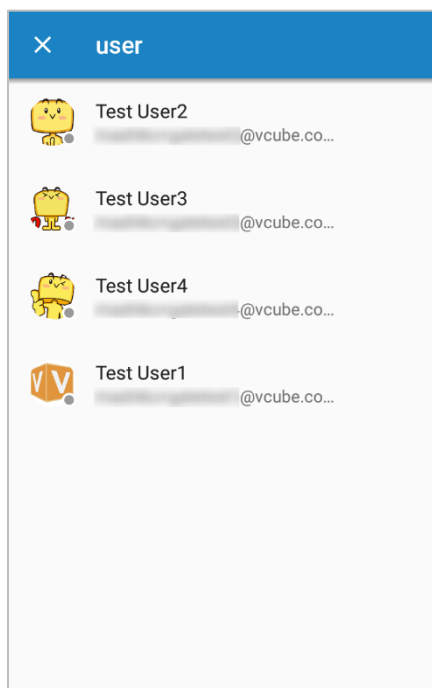 user
Test User2
@vcube.co...
Test User3
@vcube.co...
Test User4
@vcube.co...
V V
Test User1
@vcube.co...